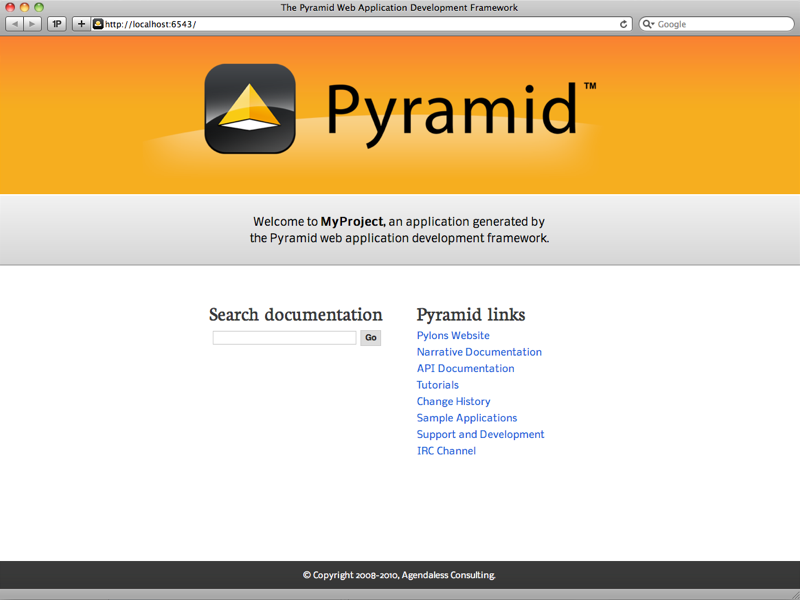 The Pyramid Web Application Development Framework
1P
+
http://localhost:6543/
Google
Pyramid™
Welcome to MyProject, an application generated by
the Pyramid web application development framework.
Search documentation
Go
Pyramid links
Pylons Website
Narrative Documentation
API Documentation
Tutorials
Change History
Sample Applications
Support and Development
IRC Channel
© Copyright 2008-2010, Agendaless Consulting.